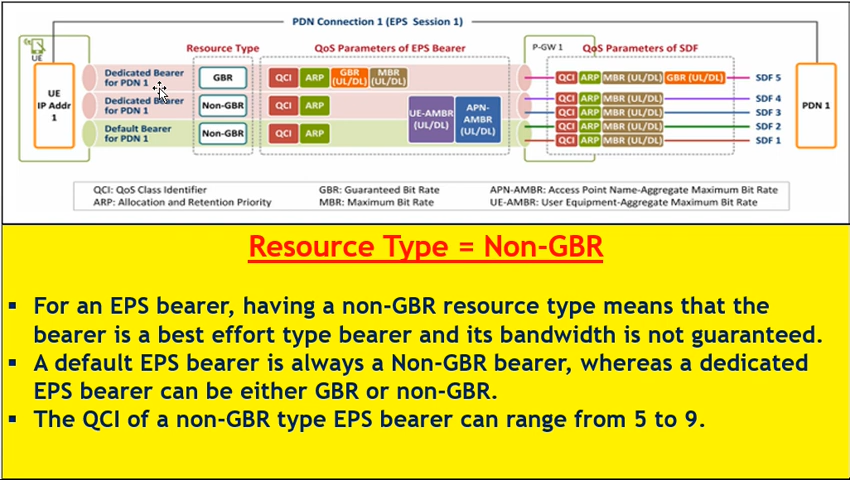 PDN Connection 1 (EPS Session 1)
UE
Resource Type
QoS Parameters of EPS Bearer
P-GW 1
QoS Parameters of SDF
UE
IP Addr
1
Dedicated Bearer
for PDN 1
GBR
QCI ARP GBR (UL/DL) MBR (UL/DL)
QCI ARP MBR (UL/DL) GBR (UL/DL) SDF 5
Dedicated Bearer
for PDN 1
Non-GBR
QCI ARP
UE-AMBR
(UL/DL)
APN-
AMBR
(UL/DL)
QCI ARP MBR (UL/DL) SDF 4
QCI ARP MBR (UL/DL) SDF 3
Default Bearer
for PDN 1
Non-GBR
QCI ARP
QCI ARP MBR (UL/DL) SDF 2
QCI ARP MBR (UL/DL) SDF 1
PDN 1
QCI: QoS Class Identifier GBR: Guaranteed Bit Rate APN-AMBR: Access Point Name-Aggregate Maximum Bit Rate
ARP: Allocation and Retention Priority MBR: Maximum Bit Rate UE-AMBR: User Equipment-Aggregate Maximum Bit Rate
Resource Type = Non-GBR
▪ For an EPS bearer, having a non-GBR resource type means that the
bearer is a best effort type bearer and its bandwidth is not guaranteed.
▪ A default EPS bearer is always a Non-GBR bearer, whereas a dedicated
EPS bearer can be either GBR or non-GBR.
▪ The QCI of a non-GBR type EPS bearer can range from 5 to 9.